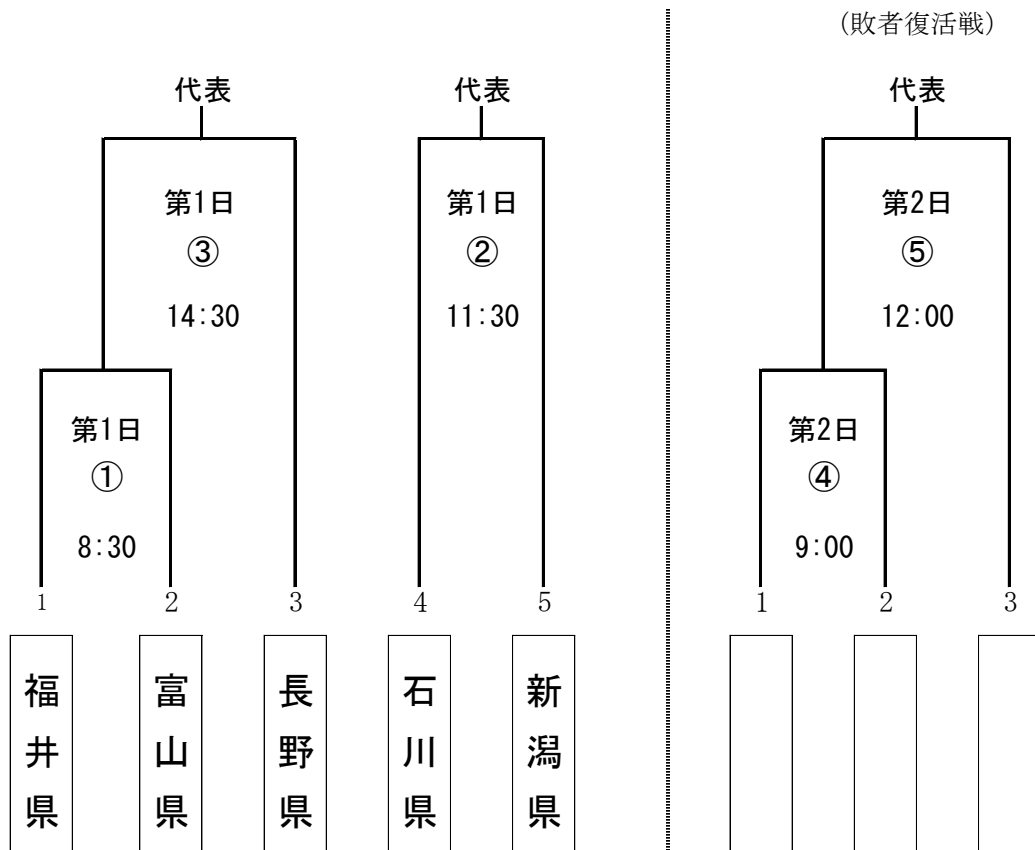 (敗者復活戦)
代表
代表
代表
第1日
③
14:30
第1日
②
11:30
第2日
⑤
12:00
第1日
①
8:30
第2日
④
9:00
1
2
3
4
5
1
2
3
福井県
富山県
長野県
石川県
新潟県